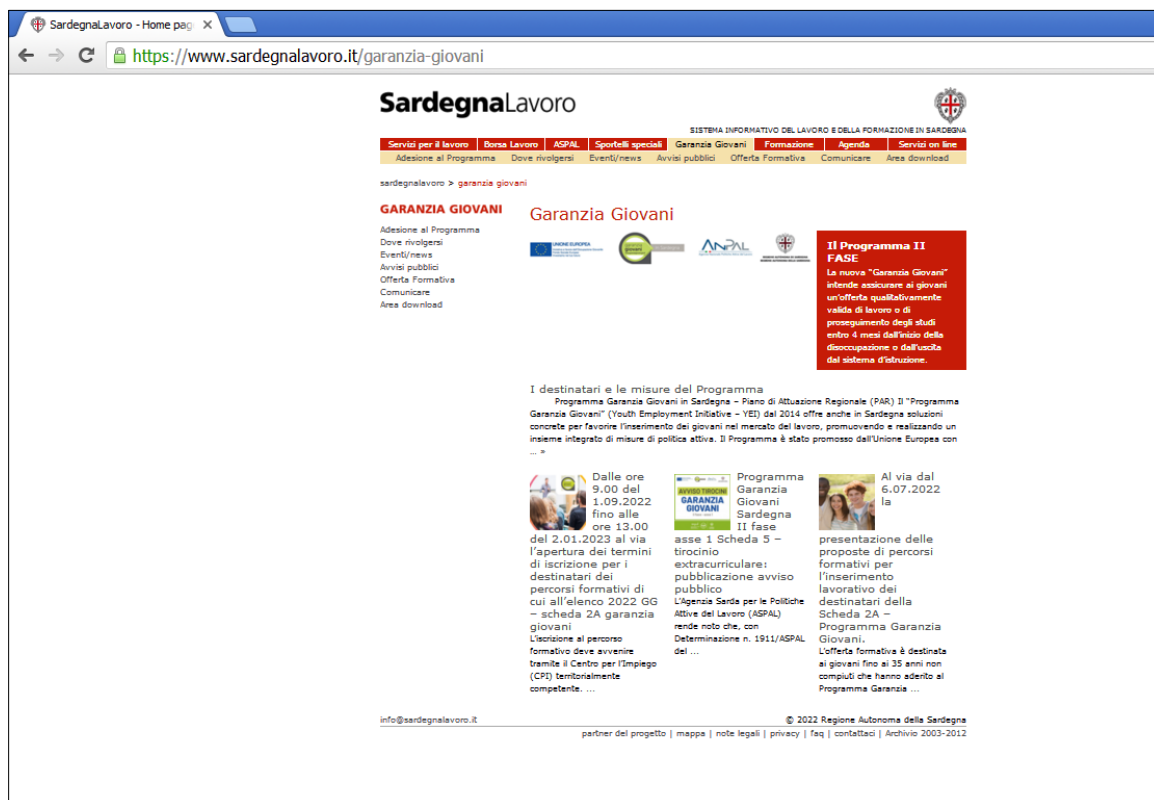 SardegnaLavoro - Home pag
https://www.sardegnalavoro.it/garanzia-giovani
SardegnaLavoro
SISTEMA INFORMATIVO DEL LAVORO E DELLA FORMAZIONE IN SARDEGNA
Servizi per il lavoro Borsa Lavoro ASPAL Sportelli speciali Garanzia Giovani Formazione Agenda Servizi on line
Adesione al Programma Dove rivolgersi Eventi/news Avvisi pubblici Offerta Formativa Comunicare Area download
sardegnalavoro > garanzia giovani
GARANZIA GIOVANI
Adesione al Programma
Dove rivolgersi
Eventi/news
Avvisi pubblici
Offerta Formativa
Comunicare
Area download
Garanzia Giovani
UNIONE EUROPEA
giovani
ANPAL
Il Programma II
FASE
La nuova "Garanzia Giovani"
intende assicurare ai giovani
un'offerta qualitativamente
valida di lavoro o di
proseguimento degli studi
entro 4 mesi dall'inizio della
disoccupazione o dall'uscita
dal sistema d'istruzione.
I destinatari e le misure del Programma
Programma Garanzia Giovani in Sardegna – Piano di Attuazione Regionale (PAR) Il "Programma
Garanzia Giovani" (Youth Employment Initiative – YEI) dal 2014 offre anche in Sardegna soluzioni
concrete per favorire l'inserimento dei giovani nel mercato del lavoro, promuovendo e realizzando un
insieme integrato di misure di politica attiva. Il Programma è stato promosso dall'Unione Europea con
... »
Dalle ore
9.00 del
1.09.2022
fino alle
ore 13.00
del 2.01.2023 al via
l'apertura dei termini
di iscrizione per i
destinatari dei
percorsi formativi di
cui all'elenco 2022 GG
– scheda 2A garanzia
giovani
L'iscrizione al percorso
formativo deve avvenire
tramite il Centro per l'Impiego
(CPI) territorialmente
competente. ...
AVVISO TIROCINI
GARANZIA
GIOVANI
Programma
Garanzia
Giovani
Sardegna
II fase
asse 1 Scheda 5 –
tirocinio
extracurriculare:
pubblicazione avviso
pubblico
L'Agenzia Sarda per le Politiche
Attive del Lavoro (ASPAL)
rende noto che, con
Determinazione n. 1911/ASPAL
del ...
Al via dal
6.07.2022
la
presentazione delle
proposte di percorsi
formativi per
l'inserimento
lavorativo dei
destinatari della
Scheda 2A –
Programma Garanzia
Giovani.
L'offerta formativa è destinata
ai giovani fino ai 35 anni non
compiuti che hanno aderito al
Programma Garanzia ...
info@sardegnalavoro.it
© 2022 Regione Autonoma della Sardegna
partner del progetto | mappa | note legali | privacy | faq | contattaci | Archivio 2003-2012